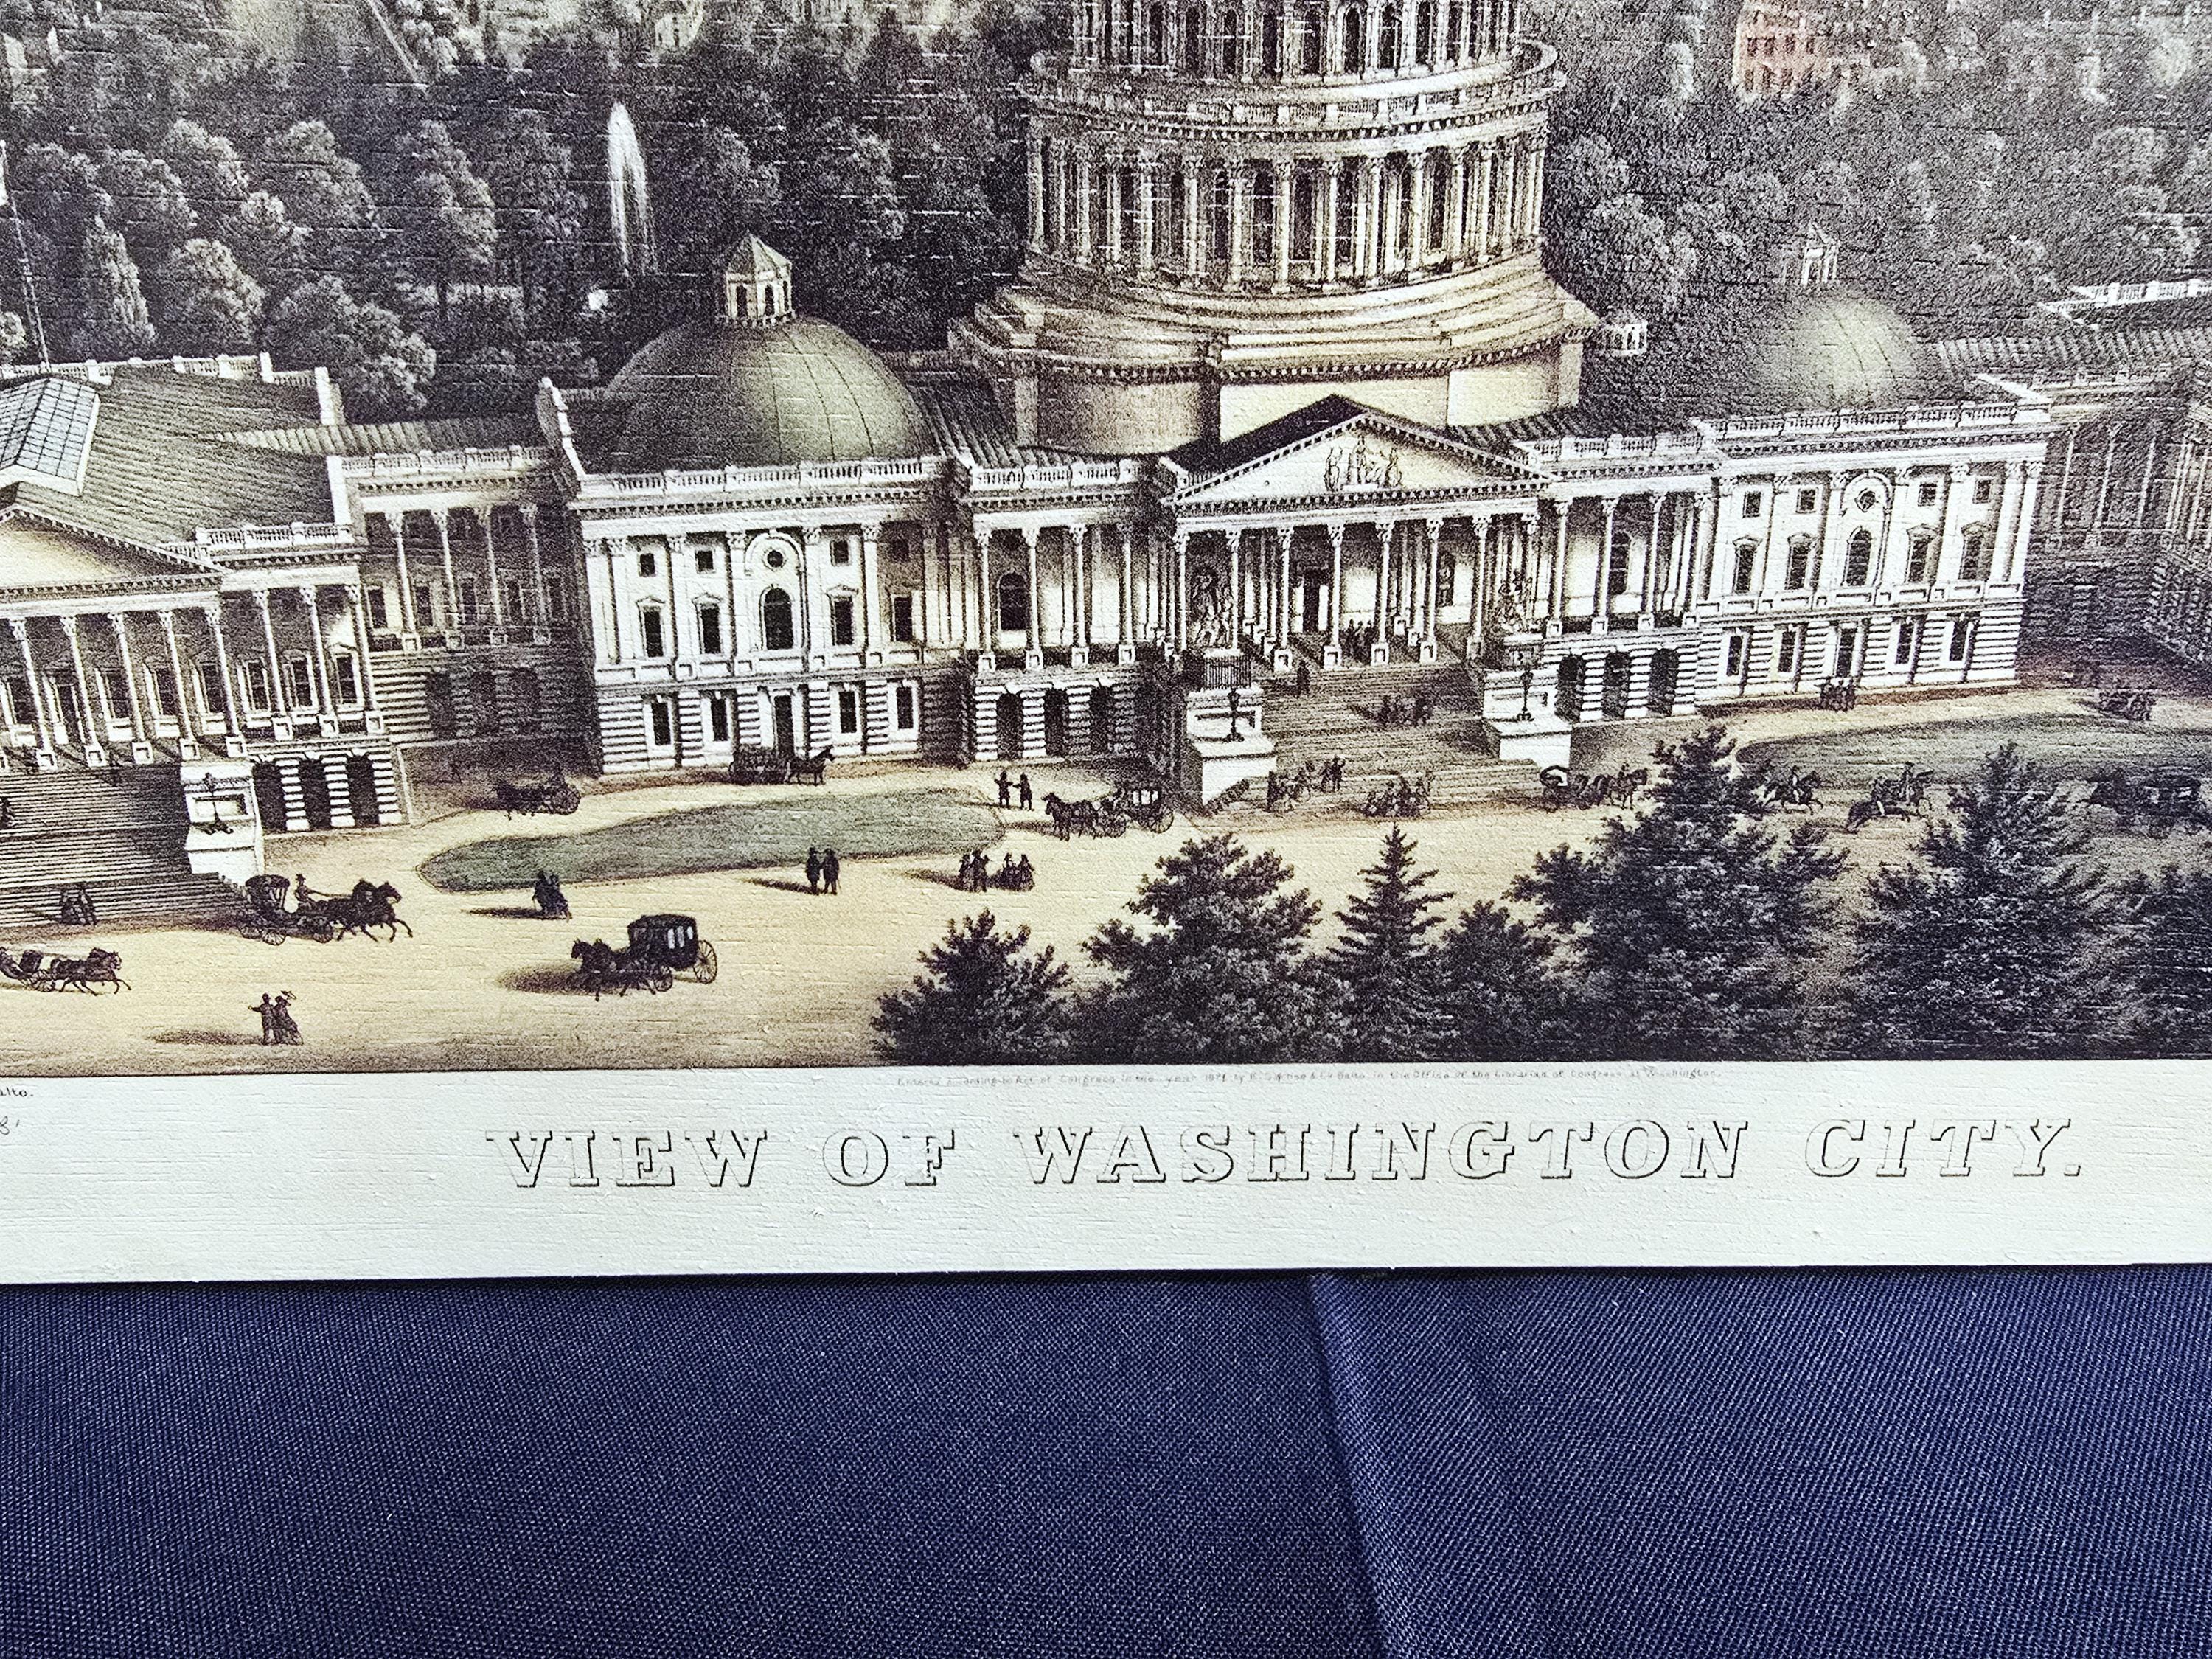 alto.
Entered according to Act of Congress in the year 1871 by E. Sachse & Co. Balto. in the Office of the Librarian of Congress at Washington.
VIEW OF WASHINGTON CITY.